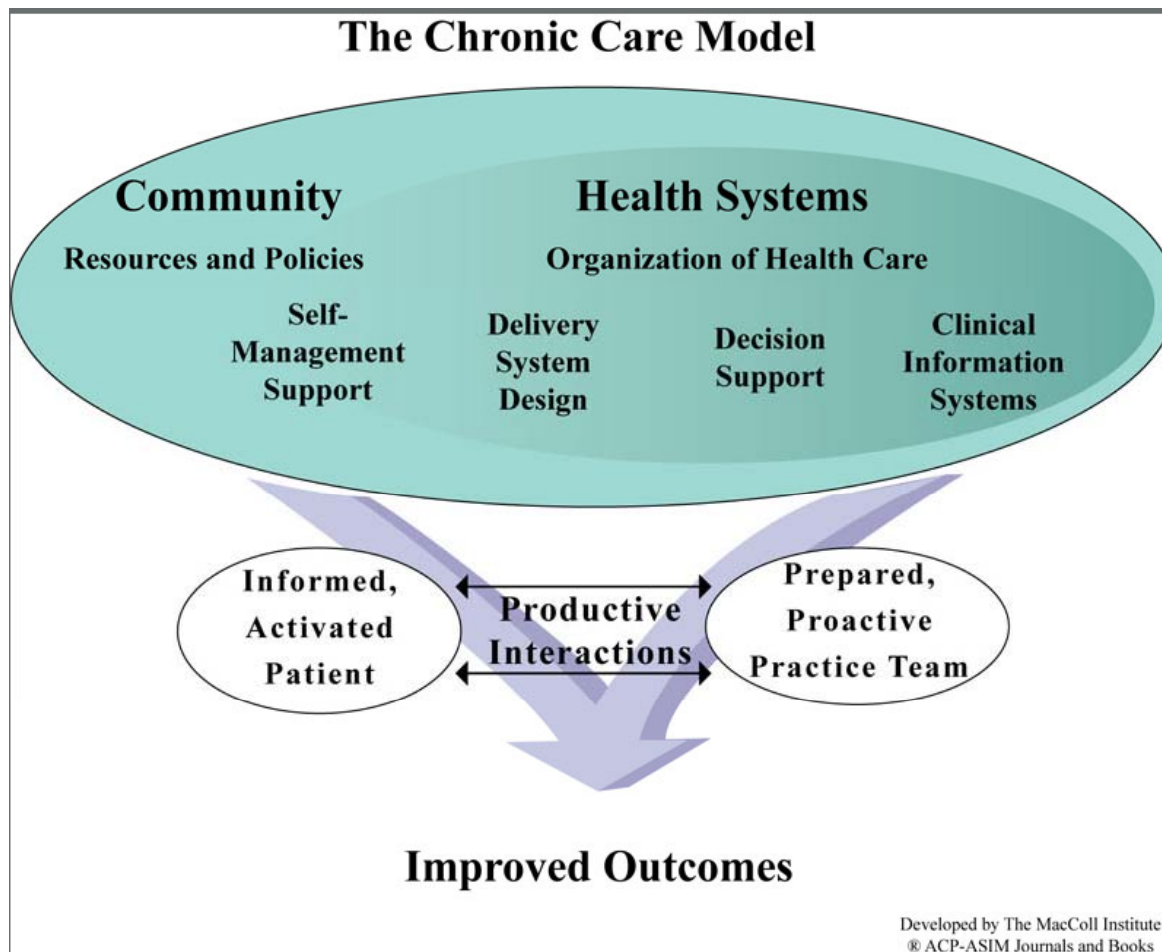 The Chronic Care Model
Community
Health Systems
Resources and Policies
Organization of Health Care
Self-
Management
Support
Delivery
System
Design
Decision
Support
Clinical
Information
Systems
Informed,
Activated
Patient
Productive
Interactions
Prepared,
Proactive
Practice Team
Improved Outcomes
Developed by The MacColl Institute
® ACP-ASIM Journals and Books